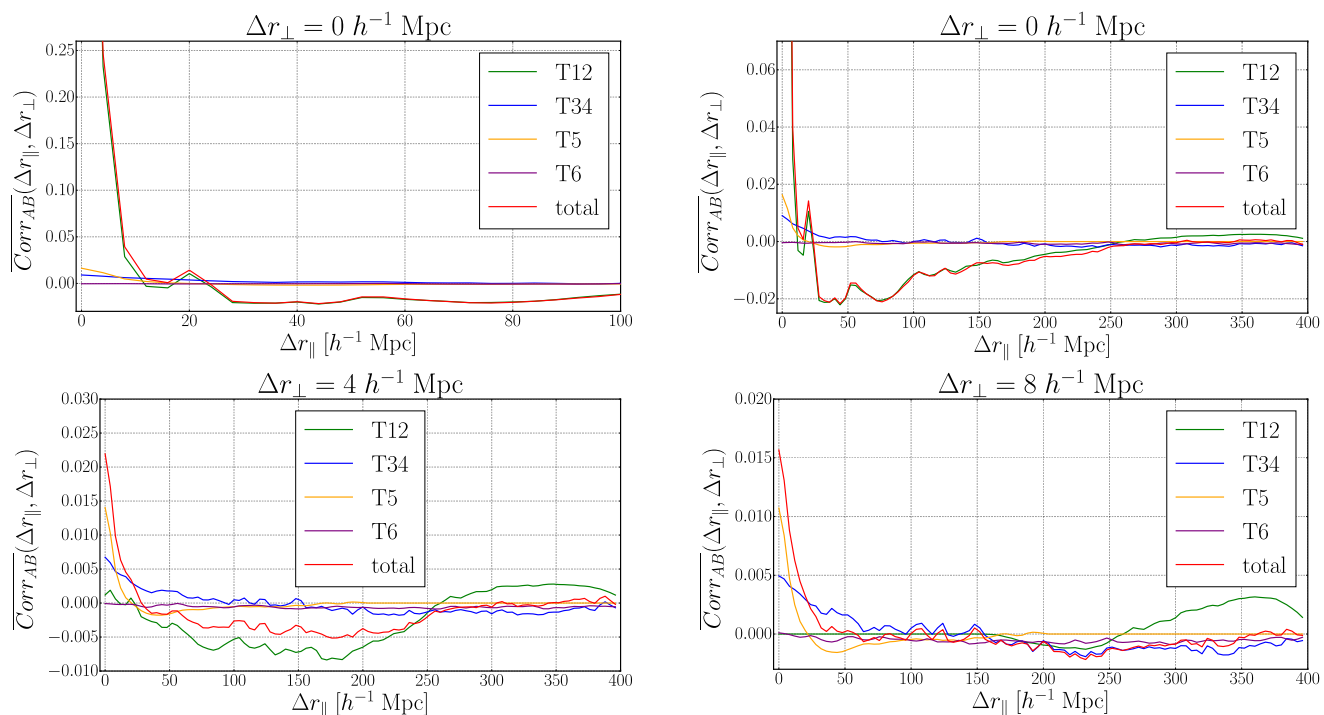 Δr⊥ = 0 h⁻¹ Mpc
0.25
0.20
0.15
0.10
0.05
0.00
Corr_AB(Δr∥, Δr⊥)
T12
T34
T5
T6
total
0 20 40 60 80 100
Δr∥ [h⁻¹ Mpc]
Δr⊥ = 0 h⁻¹ Mpc
0.06
0.04
0.02
0.00
−0.02
Corr_AB(Δr∥, Δr⊥)
T12
T34
T5
T6
total
0 50 100 150 200 250 300 350 400
Δr∥ [h⁻¹ Mpc]
Δr⊥ = 4 h⁻¹ Mpc
0.030
0.025
0.020
0.015
0.010
0.005
0.000
−0.005
−0.010
Corr_AB(Δr∥, Δr⊥)
T12
T34
T5
T6
total
0 50 100 150 200 250 300 350 400
Δr∥ [h⁻¹ Mpc]
Δr⊥ = 8 h⁻¹ Mpc
0.020
0.015
0.010
0.005
0.000
Corr_AB(Δr∥, Δr⊥)
T12
T34
T5
T6
total
0 50 100 150 200 250 300 350 400
Δr∥ [h⁻¹ Mpc]